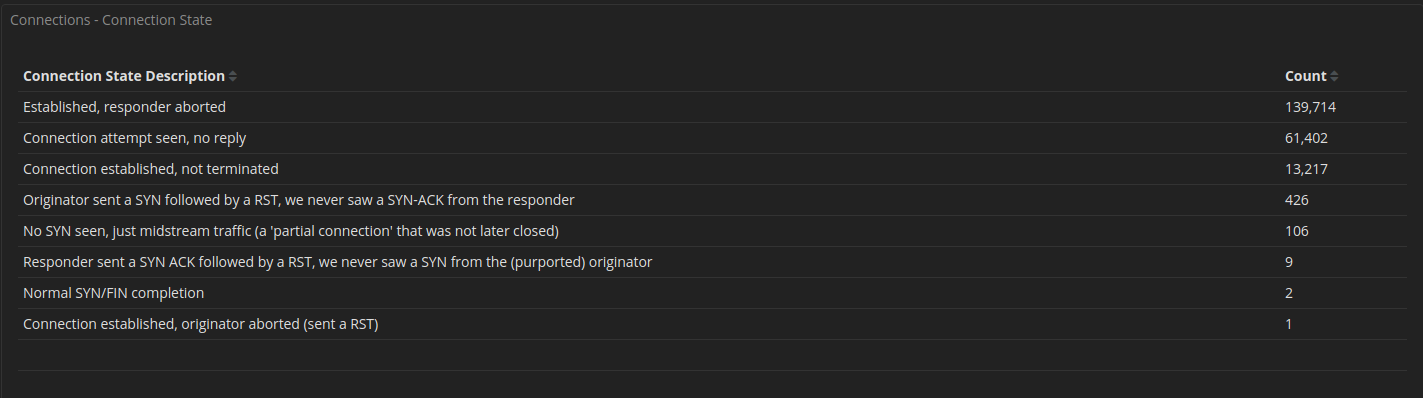 Connections - Connection State
Connection State Description Count
Established, responder aborted 139,714
Connection attempt seen, no reply 61,402
Connection established, not terminated 13,217
Originator sent a SYN followed by a RST, we never saw a SYN-ACK from the responder 426
No SYN seen, just midstream traffic (a 'partial connection' that was not later closed) 106
Responder sent a SYN ACK followed by a RST, we never saw a SYN from the (purported) originator 9
Normal SYN/FIN completion 2
Connection established, originator aborted (sent a RST) 1